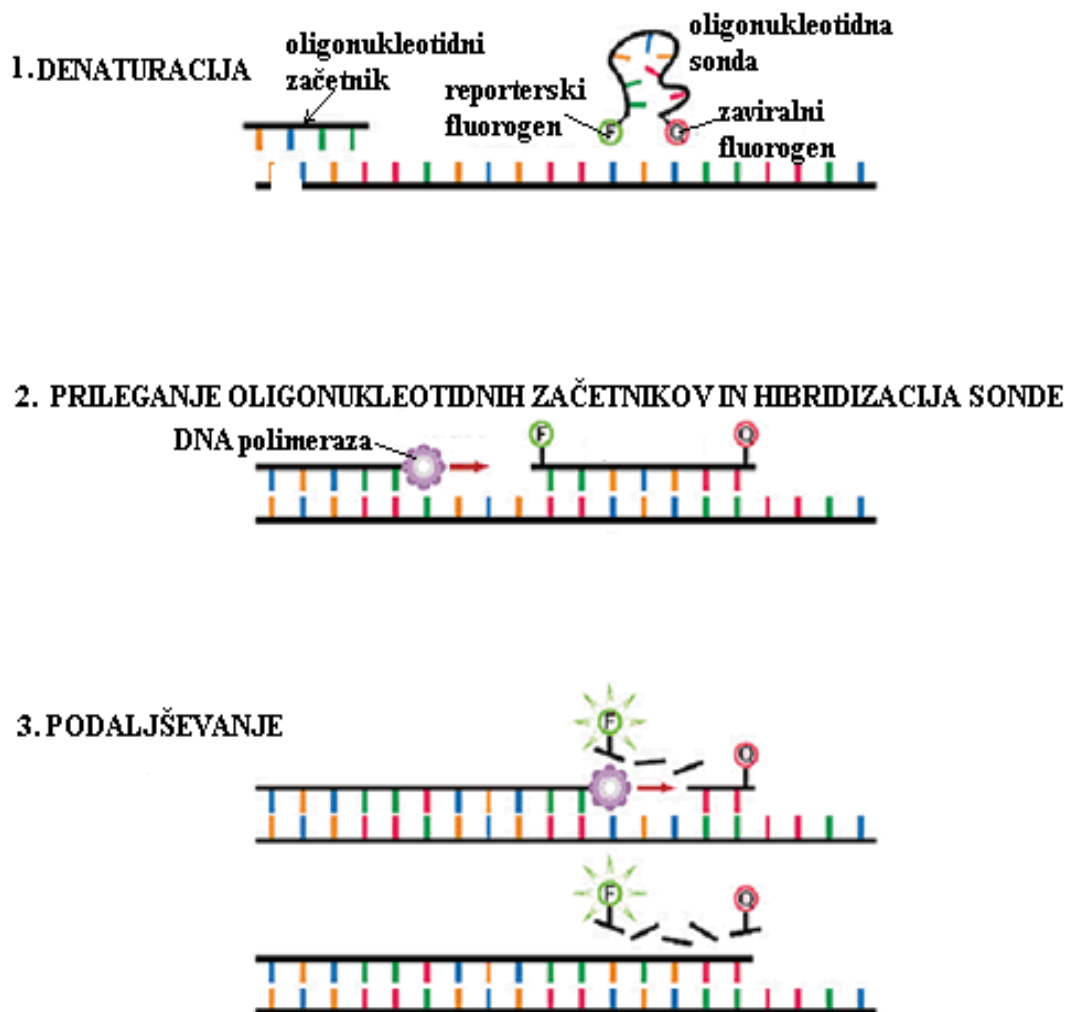 1. DENATURACIJA
oligonukleotidni
začetnik
oligonukleotidna
sonda
reporterski
fluorogen
F
Q
zaviralni
fluorogen
2. PRILEGANJE OLIGONUKLEOTIDNIH ZAČETNIKOV IN HIBRIDIZACIJA SONDE
DNA polimeraza
F
Q
3. PODALJŠEVANJE
F
Q
F
Q